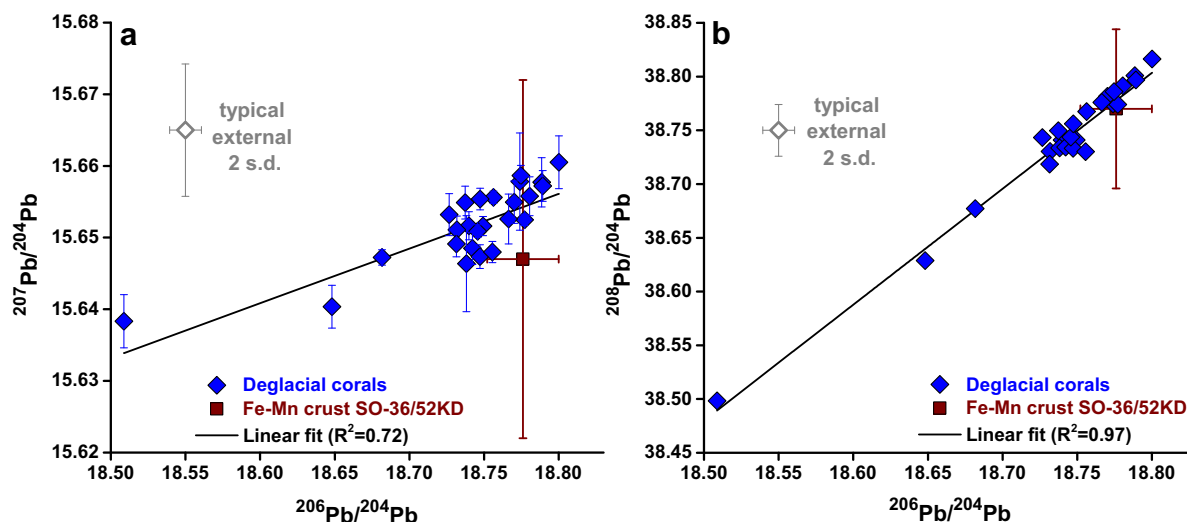 a
15.68
15.67
15.66
15.65
15.64
15.63
15.62
207Pb/204Pb
typical
external
2 s.d.
Deglacial corals
Fe-Mn crust SO-36/52KD
Linear fit (R2=0.72)
18.50 18.55 18.60 18.65 18.70 18.75 18.80
206Pb/204Pb
b
38.85
38.80
38.75
38.70
38.65
38.60
38.55
38.50
38.45
208Pb/204Pb
typical
external
2 s.d.
Deglacial corals
Fe-Mn crust SO-36/52KD
Linear fit (R2=0.97)
18.50 18.55 18.60 18.65 18.70 18.75 18.80
206Pb/204Pb